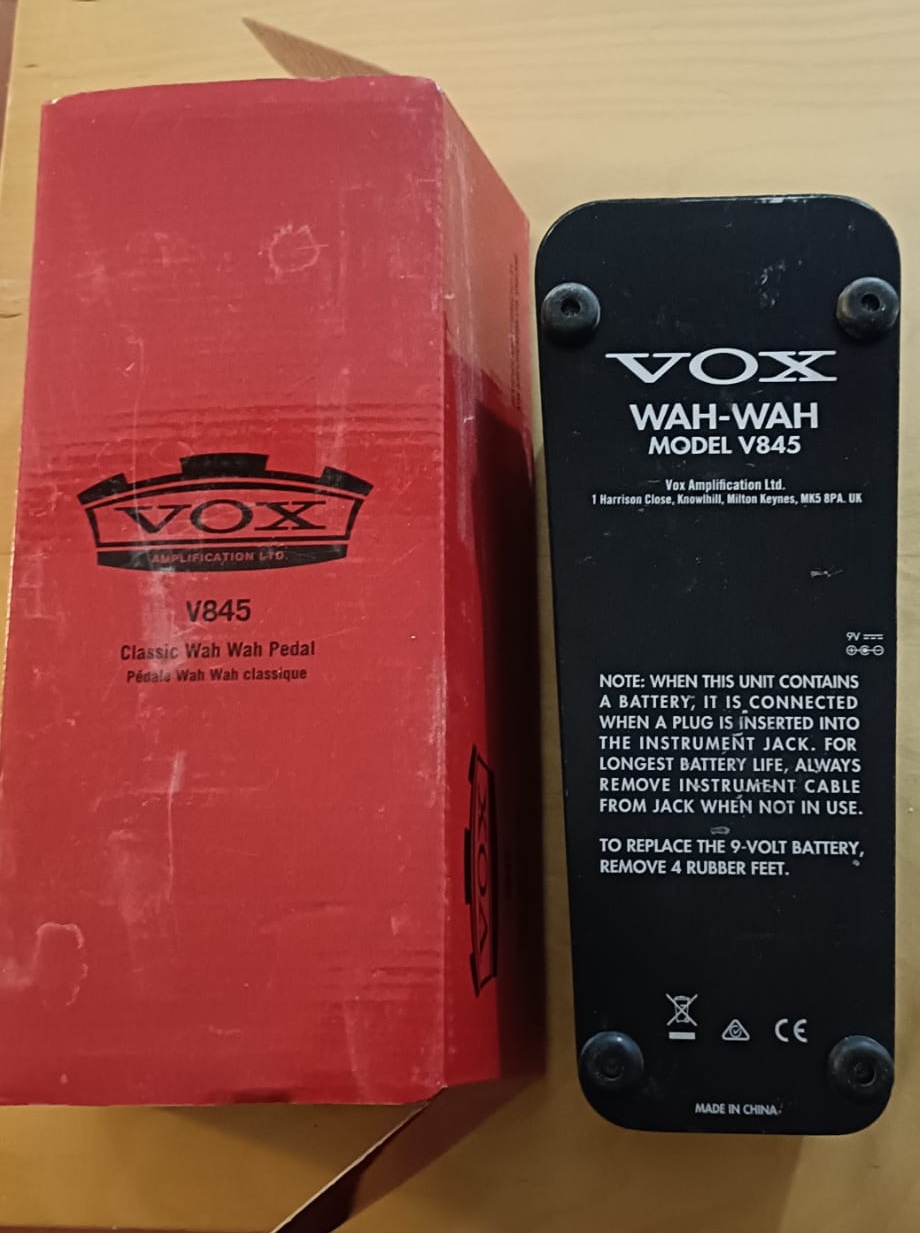 VOX
AMPLIFICATION LTD.
V845
Classic Wah Wah Pedal
Pédale Wah Wah classique
VOX
VOX
WAH-WAH
MODEL V845
Vox Amplification Ltd.
1 Harrison Close, Knowlhill, Milton Keynes, MK5 8PA. UK
9V
NOTE: WHEN THIS UNIT CONTAINS
A BATTERY, IT IS CONNECTED
WHEN A PLUG IS INSERTED INTO
THE INSTRUMENT JACK. FOR
LONGEST BATTERY LIFE, ALWAYS
REMOVE INSTRUMENT CABLE
FROM JACK WHEN NOT IN USE.
TO REPLACE THE 9-VOLT BATTERY,
REMOVE 4 RUBBER FEET.
CE
MADE IN CHINA